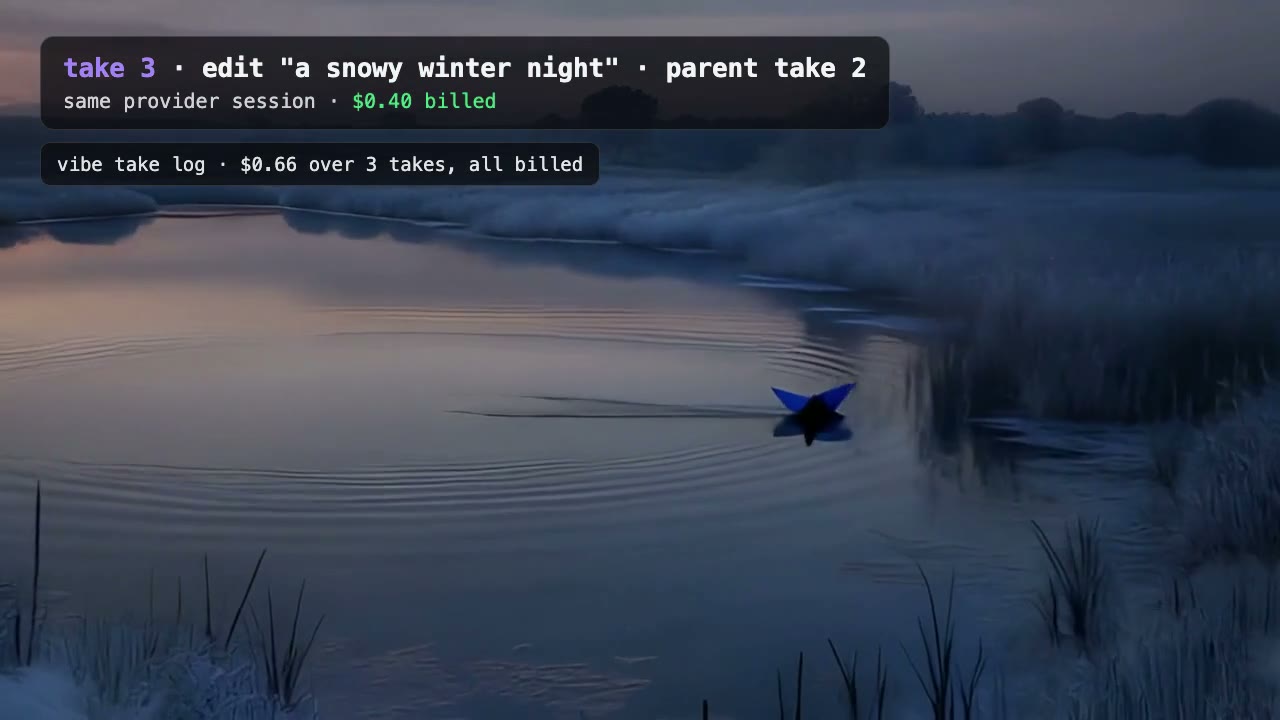 take 3 · edit "a snowy winter night" · parent take 2
same provider session · $0.40 billed
vibe take log · $0.66 over 3 takes, all billed